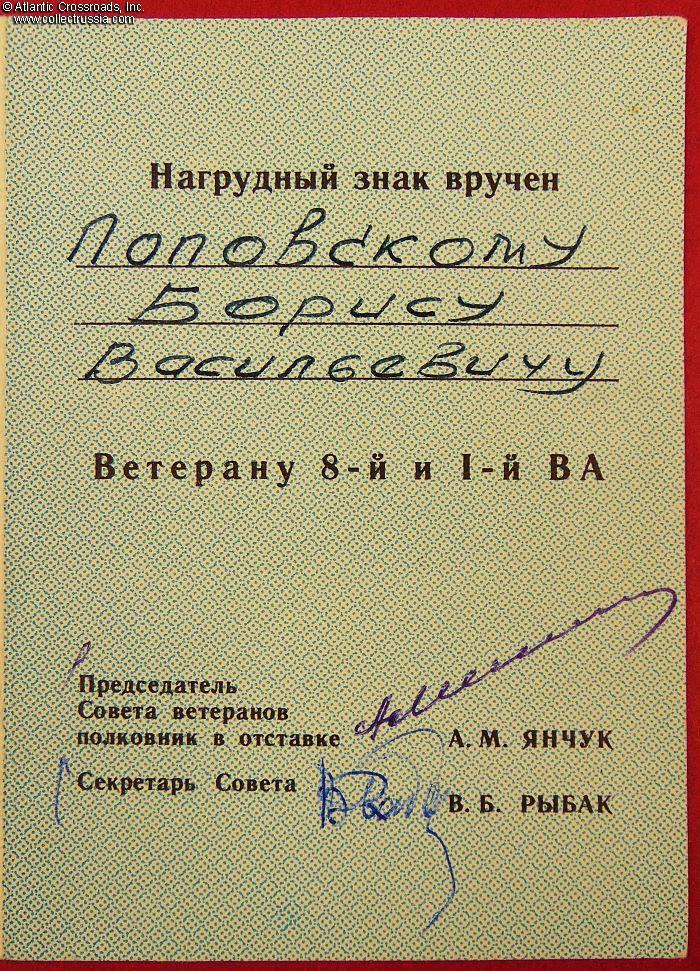 © Atlantic Crossroads, Inc.
www.collectrussia.com
Нагрудный знак вручен
Поповскому
Борису
Васильевичу
Ветерану 8-й и I-й ВА
Председатель
Совета ветеранов
полковник в отставке А. М. ЯНЧУК
Секретарь Совета
В. Б. РЫБАК